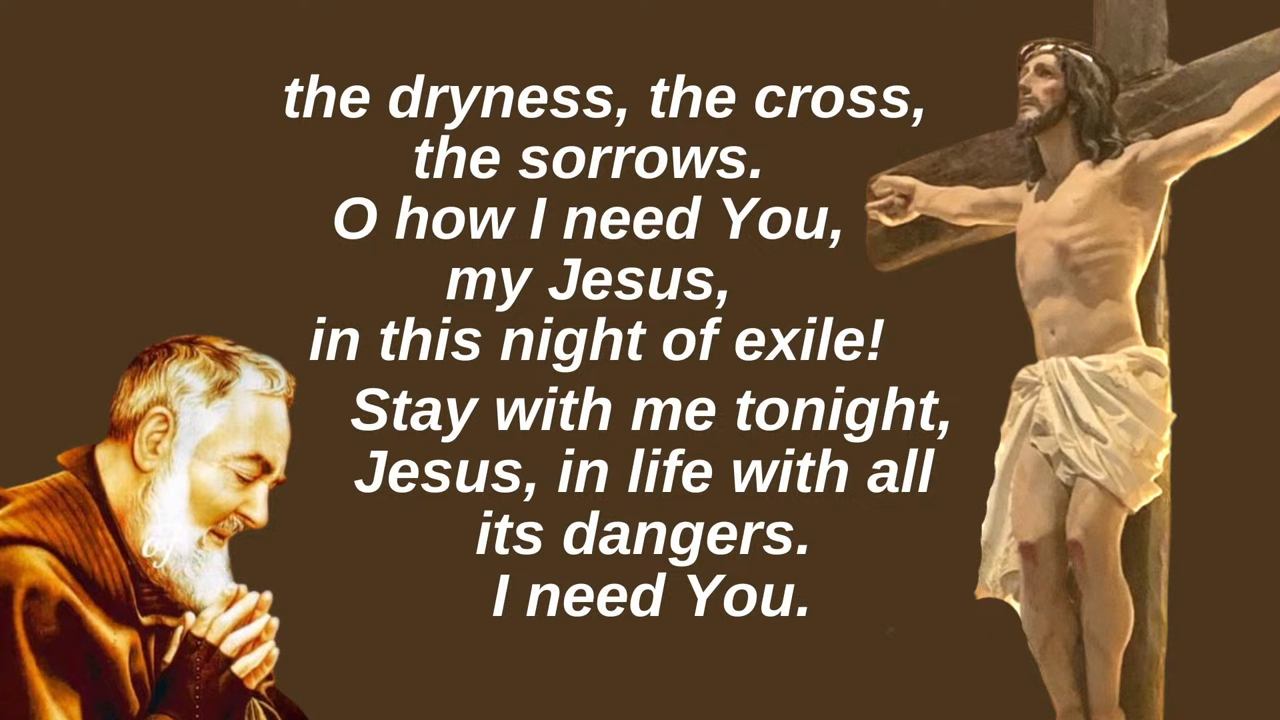 the dryness, the cross,
the sorrows.
O how I need You,
my Jesus,
in this night of exile!
Stay with me tonight,
Jesus, in life with all
its dangers.
I need You.
of